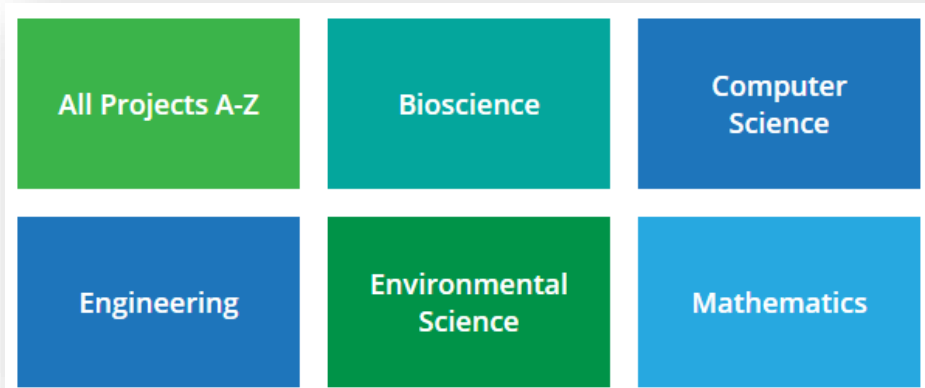 All Projects A-Z
Bioscience
Computer
Science
Engineering
Environmental
Science
Mathematics